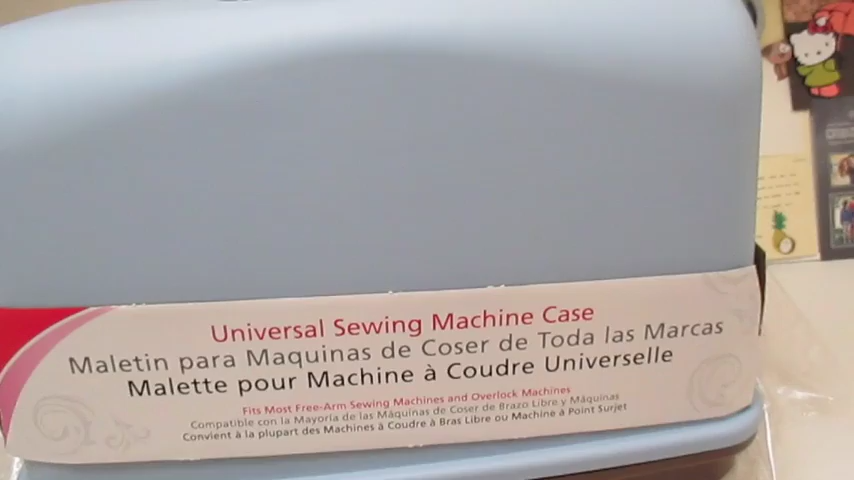 Universal Sewing Machine Case
Maletin para Maquinas de Coser de Toda las Marcas
Malette pour Machine à Coudre Universelle
Fits Most Free-Arm Sewing Machines and Overlock Machines
Compatible con la Mayoría de las Máquinas de Coser de Brazo Libre y Máquinas
Convient à la plupart des Machines à Coudre à Bras Libre ou Machine à Point Surjet